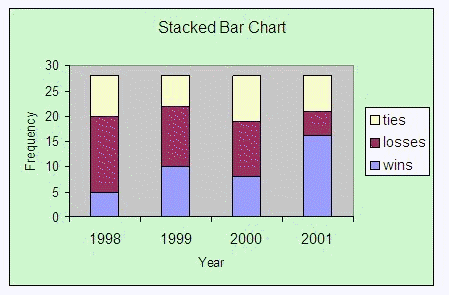 Stacked Bar Chart
30
25
20
15
10
5
0
Frequency
1998 1999 2000 2001
Year
ties
losses
wins